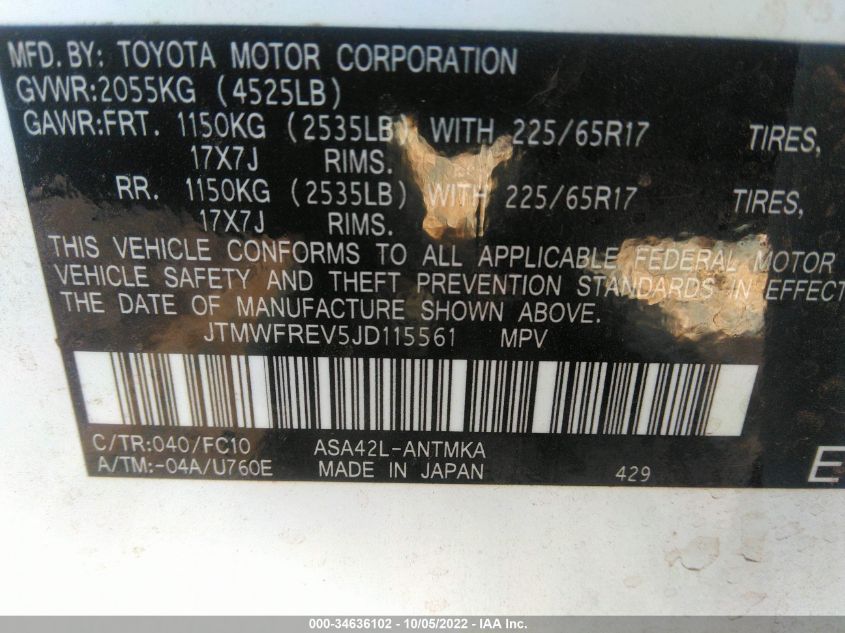 MFD. BY: TOYOTA MOTOR CORPORATION
GVWR:2055KG (4525LB)
GAWR:FRT. 1150KG (2535LB) WITH 225/65R17 TIRES,
17X7J RIMS.
RR. 1150KG (2535LB) WITH 225/65R17 TIRES,
17X7J RIMS.
THIS VEHICLE CONFORMS TO ALL APPLICABLE FEDERAL MOTOR
VEHICLE SAFETY AND THEFT PREVENTION STANDARDS IN EFFECT
THE DATE OF MANUFACTURE SHOWN ABOVE.
JTMWFREV5JD115561 MPV
C/TR:040/FC10 ASA42L-ANTMKA
A/TM:-04A/U760E MADE IN JAPAN 429 E
000-34636102 - 10/05/2022 - IAA Inc.